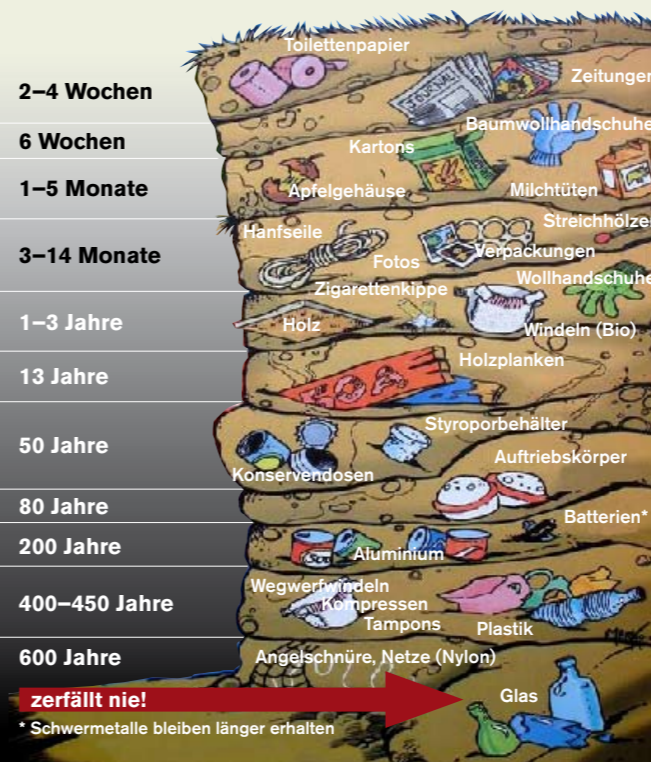 Toilettenpapier
2–4 Wochen
Zeitungen
JOURNAL
6 Wochen
Baumwollhandschuhe
Kartons
1–5 Monate
Apfelgehäuse
Milchtüten
3–14 Monate
Hanfseile
Streichhölze
Fotos
Verpackungen
Zigarettenkippe
Wollhandschuhe
1–3 Jahre
Holz
Windeln (Bio)
13 Jahre
Holzplanken
50 Jahre
Styroporbehälter
Konservendosen
Auftriebskörper
80 Jahre
Batterien*
200 Jahre
Aluminium
400–450 Jahre
Wegwerfwindeln
Kompressen
Tampons
Plastik
600 Jahre
Angelschnüre, Netze (Nylon)
zerfällt nie!
Glas
* Schwermetalle bleiben länger erhalten